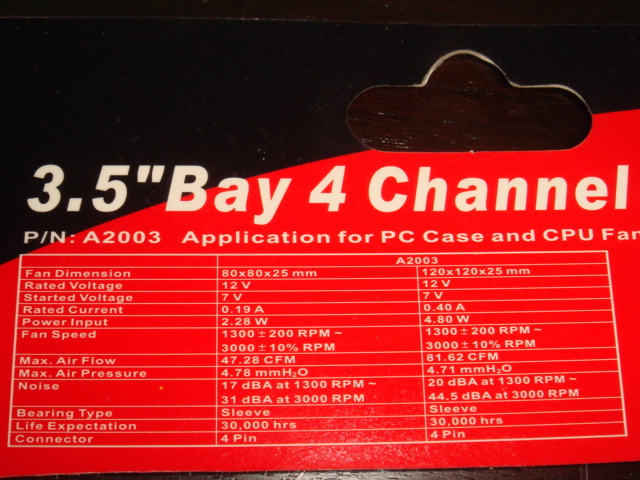 3.5"Bay 4 Channel
P/N: A2003 Application for PC Case and CPU Fan
A2003
Fan Dimension 80x80x25 mm 120x120x25 mm
Rated Voltage 12 V 12 V
Started Voltage 7 V 7 V
Rated Current 0.19 A 0.40 A
Power Input 2.28 W 4.80 W
Fan Speed 1300 ± 200 RPM ~ 1300 ± 200 RPM ~
3000 ± 10% RPM 3000 ± 10% RPM
Max. Air Flow 47.28 CFM 81.62 CFM
Max. Air Pressure 4.78 mmH₂O 4.71 mmH₂O
Noise 17 dBA at 1300 RPM ~ 20 dBA at 1300 RPM ~
31 dBA at 3000 RPM 44.5 dBA at 3000 RPM
Bearing Type Sleeve Sleeve
Life Expectation 30,000 hrs 30,000 hrs
Connector 4 Pin 4 Pin